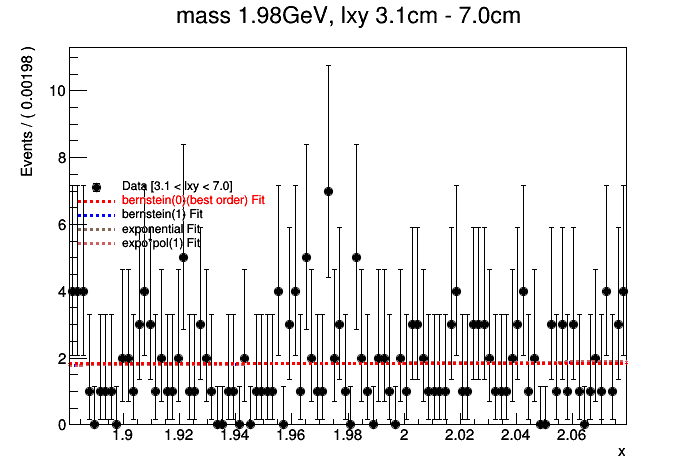 mass 1.98GeV, lxy 3.1cm - 7.0cm
Events / ( 0.00198 )
10
8
6
4
2
0
Data [3.1 < lxy < 7.0]
bernstein(0)(best order) Fit
bernstein(1) Fit
exponential Fit
expo*pol(1) Fit
1.9 1.92 1.94 1.96 1.98 2 2.02 2.04 2.06
x